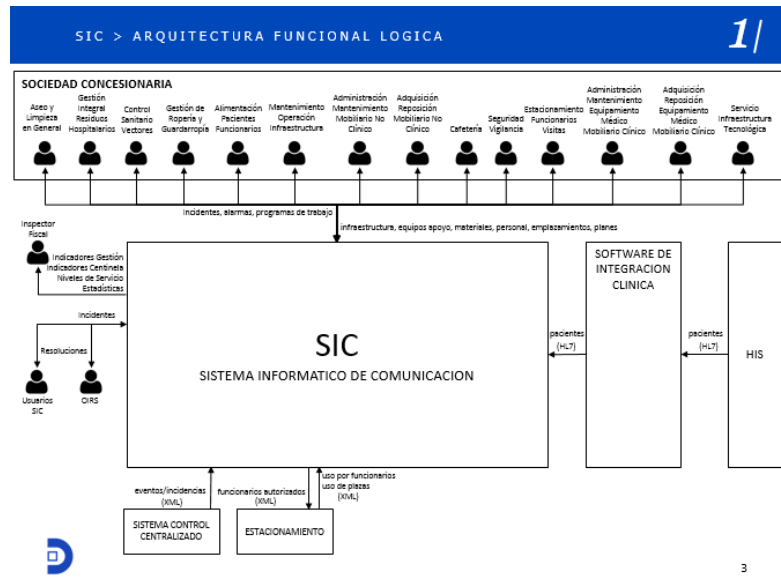 SIC > ARQUITECTURA FUNCIONAL LOGICA
1/
SOCIEDAD CONCESIONARIA
Aseo y
Limpieza
en General
Gestión
Integral
Residuos
Hospitalarios
Control
Sanitario
Vectores
Gestión de
Ropería y
Guardarropía
Alimentación
Pacientes
Funcionarios
Mantenimiento
Operación
Infraestructura
Administración
Mantenimiento
Mobiliario No
Clínico
Adquisición
Reposición
Mobiliario No
Clínico
Cafetería
Seguridad
Vigilancia
Estacionamiento
Funcionarios
Visitas
Administración
Mantenimiento
Equipamiento
Médico
Mobiliario Clínico
Adquisición
Reposición
Equipamiento
Médico
Mobiliario Clínico
Servicio
Infraestructura
Tecnológica
Incidentes, alarmas, programas de trabajo
infraestructura, equipos apoyo, materiales, personal, emplazamientos, planes
Inspector
Fiscal
Indicadores Gestión
Indicadores Centinela
Niveles de Servicio
Estadísticas
Incidentes
Resoluciones
Usuarios
SIC
CIRS
SIC
SISTEMA INFORMATICO DE COMUNICACION
SOFTWARE DE
INTEGRACION
CLINICA
pacientes
(HL7)
pacientes
(HL7)
HIS
eventos/incidencias
(XML)
funcionarios autorizados
(XML)
uso por funcionarios
uso de plazas
(XML)
SISTEMA CONTROL
CENTRALIZADO
ESTACIONAMIENTO
3